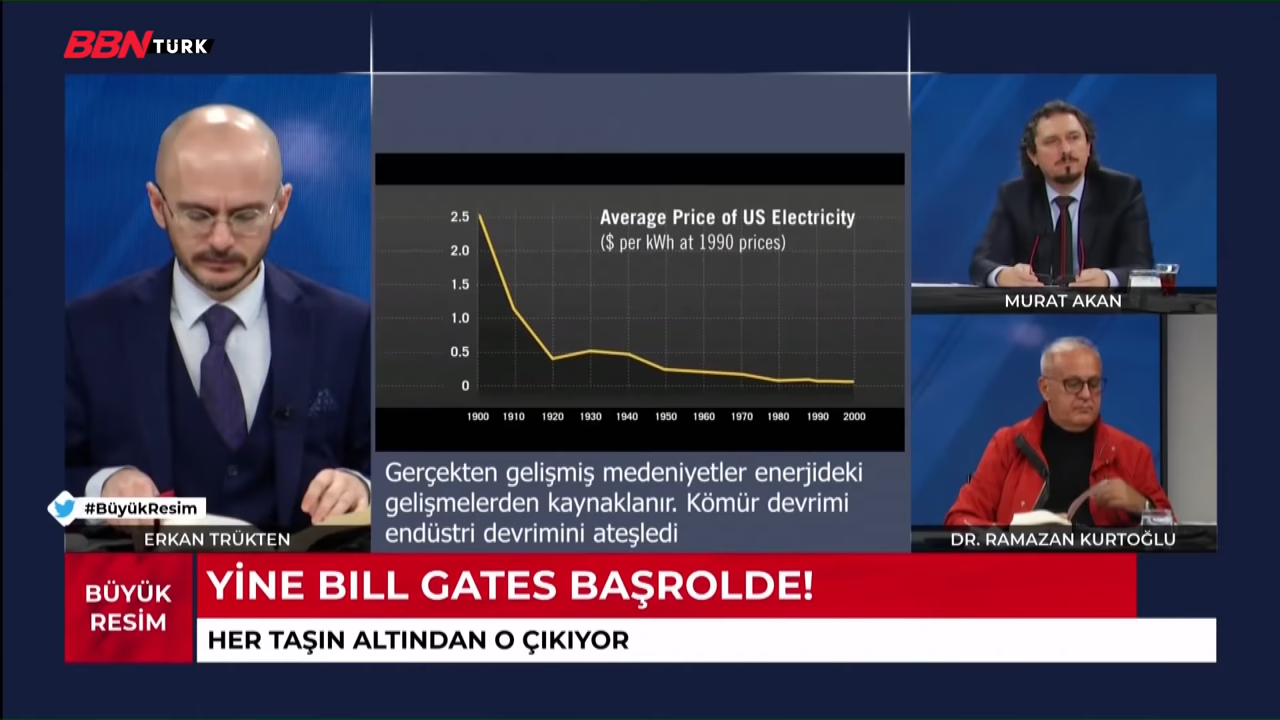 BBN TÜRK
Average Price of US Electricity
($ per kWh at 1990 prices)
2.5
2.0
1.5
1.0
0.5
0
1900 1910 1920 1930 1940 1950 1960 1970 1980 1990 2000
Gerçekten gelişmiş medeniyetler enerjideki
gelişmelerden kaynaklanır. Kömür devrimi
endüstri devrimini ateşledi
MURAT AKAN
#BüyükResim
ERKAN TRÜKTEN
DR. RAMAZAN KURTOĞLU
BÜYÜK
RESİM
YİNE BILL GATES BAŞROLDE!
HER TAŞIN ALTINDAN O ÇIKIYOR